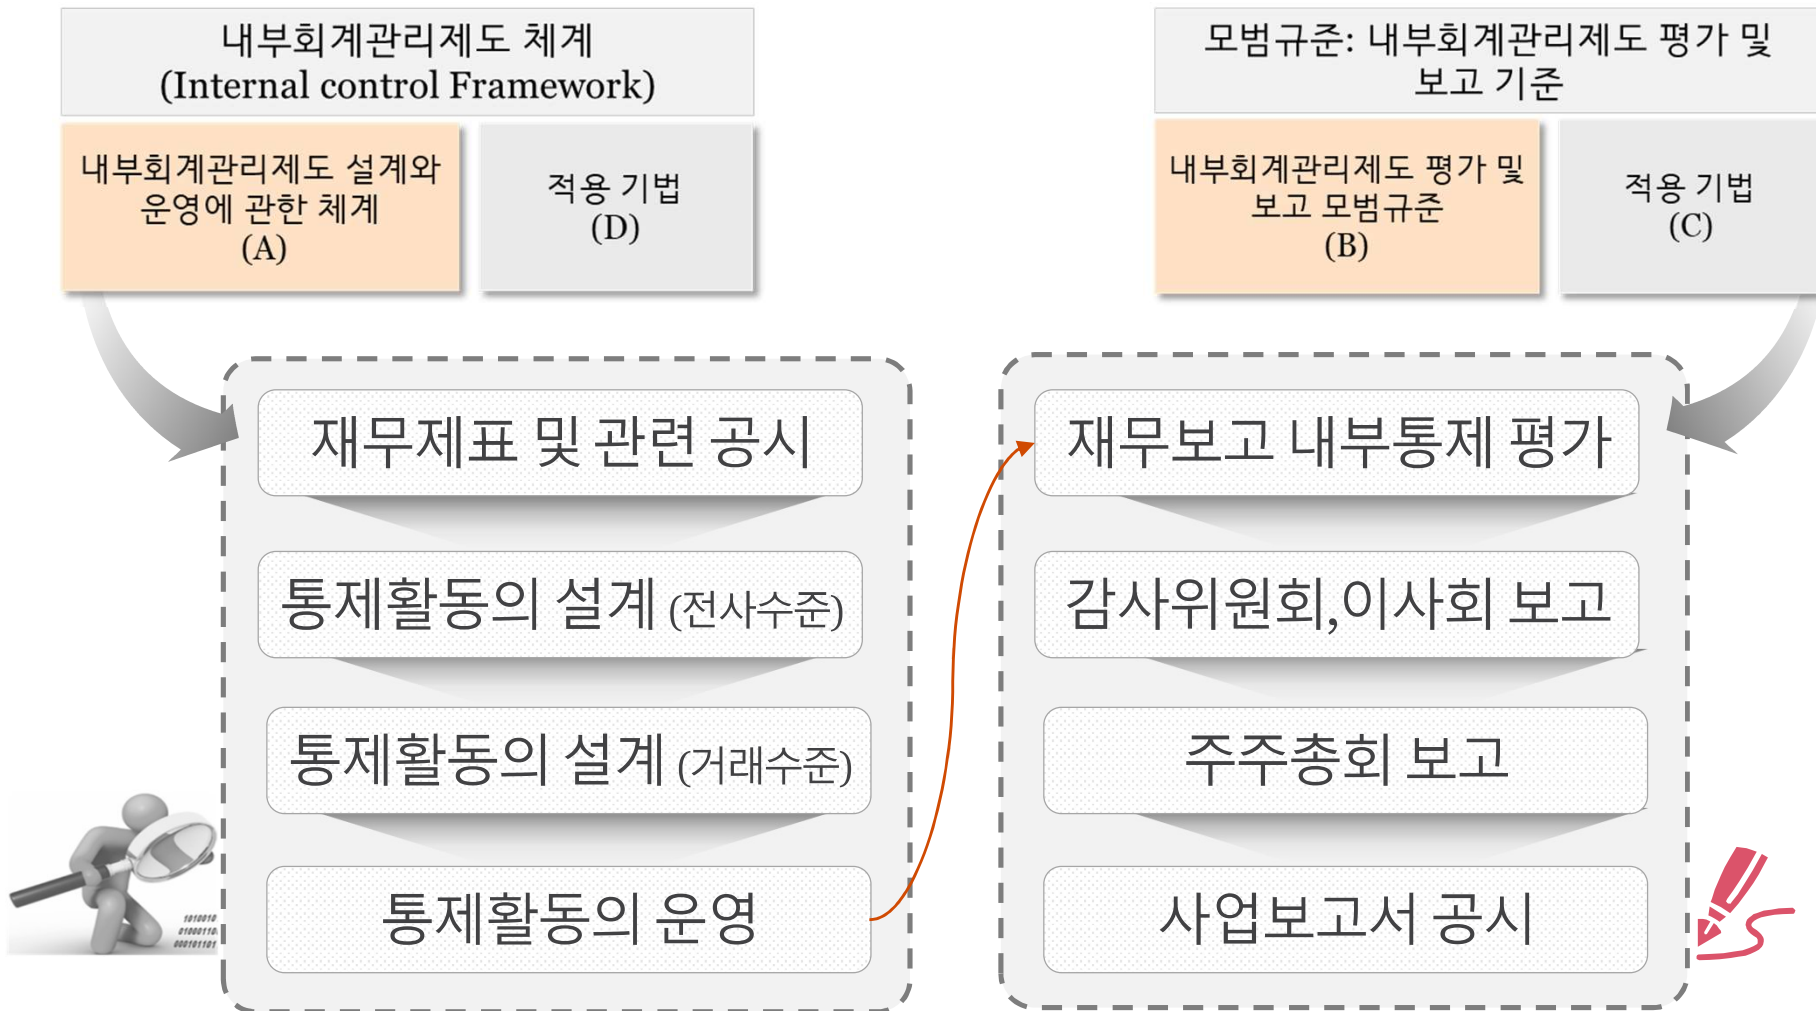 내부회계관리제도 체계
(Internal control Framework)
내부회계관리제도 설계와
운영에 관한 체계
(A)
적용 기법
(D)
모범규준: 내부회계관리제도 평가 및
보고 기준
내부회계관리제도 평가 및
보고 모범규준
(B)
적용 기법
(C)
재무제표 및 관련 공시
통제활동의 설계 (전사수준)
통제활동의 설계 (거래수준)
통제활동의 운영
재무보고 내부통제 평가
감사위원회,이사회 보고
주주총회 보고
사업보고서 공시
1010010
01000110
000101101